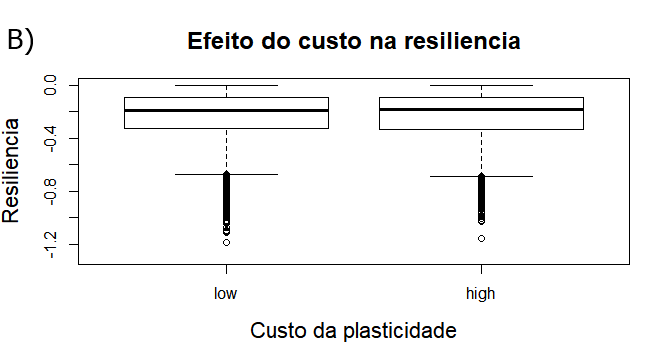 B)
Efeito do custo na resiliencia
Resiliencia
0.0
-0.4
-0.8
-1.2
low
high
Custo da plasticidade